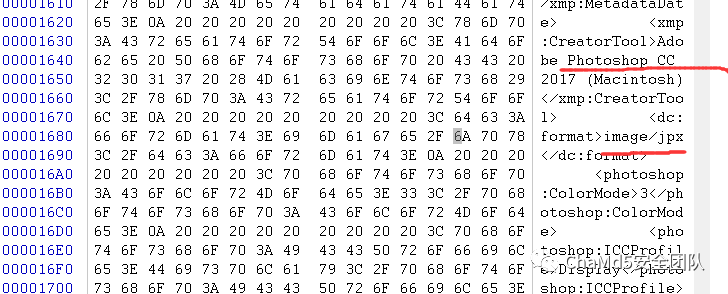 00001610 2F 78 6D 70 3A 4D 65 74 61 64 61 74 61 44 61 74 /xmp:MetadataDat
00001620 65 3E 0A 20 20 20 20 20 20 20 20 20 3C 78 6D 70 e> <xmp
00001630 3A 43 72 65 61 74 6F 72 54 6F 6F 6C 3E 41 64 6F :CreatorTool>Ado
00001640 62 65 20 50 68 6F 74 6F 73 68 6F 70 20 43 43 20 be Photoshop CC
00001650 32 30 31 37 20 28 4D 61 63 69 6E 74 6F 73 68 29 2017 (Macintosh)
00001660 3C 2F 78 6D 70 3A 43 72 65 61 74 6F 72 54 6F 6F </xmp:CreatorToo
00001670 6C 3E 0A 20 20 20 20 20 20 20 20 20 3C 64 63 3A l> <dc:
00001680 66 6F 72 6D 61 74 3E 69 6D 61 67 65 2F 6A 70 78 format>image/jpx
00001690 3C 2F 64 63 3A 66 6F 72 6D 61 74 3E 0A 20 20 20 </dc:format>
000016A0 20 20 20 20 20 20 3C 70 68 6F 74 6F 73 68 6F 70 <photoshop
000016B0 3A 43 6F 6C 6F 72 4D 6F 64 65 3E 33 3C 2F 70 68 :ColorMode>3</ph
000016C0 6F 74 6F 73 68 6F 70 3A 43 6F 6C 6F 72 4D 6F 64 otoshop:ColorMod
000016D0 65 3E 0A 20 20 20 20 20 20 20 20 20 3C 70 68 6F e> <pho
000016E0 74 6F 73 68 6F 70 3A 49 43 43 50 72 6F 66 69 6C toshop:ICCProfil
000016F0 65 3E 44 69 73 70 6C 61 79 3C 2F 70 68 6F 74 6F e>Display</photo
00001700 73 68 6F 70 3A 49 43 43 50 72 6F 66 69 6C 65 3E shop:ICCProfile>
ChaMd5安全团队